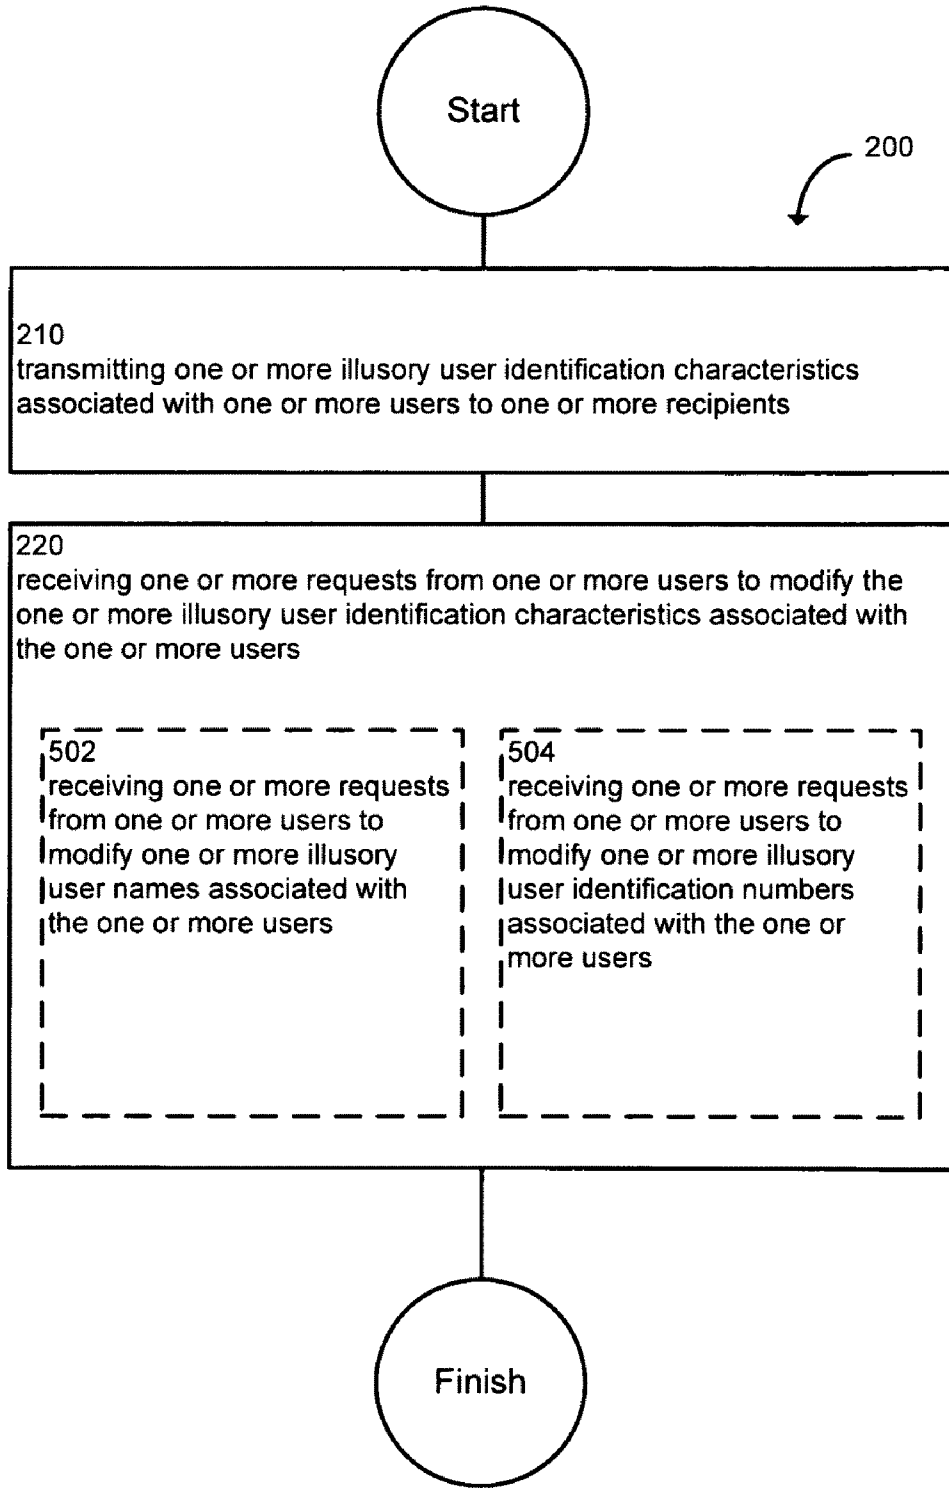 Start
200
210
transmitting one or more illusory user identification characteristics
associated with one or more users to one or more recipients
220
receiving one or more requests from one or more users to modify the
one or more illusory user identification characteristics associated with
the one or more users
502
receiving one or more requests
from one or more users to
modify one or more illusory
user names associated with
the one or more users
504
receiving one or more requests
from one or more users to
modify one or more illusory
user identification numbers
associated with the one or
more users
Finish